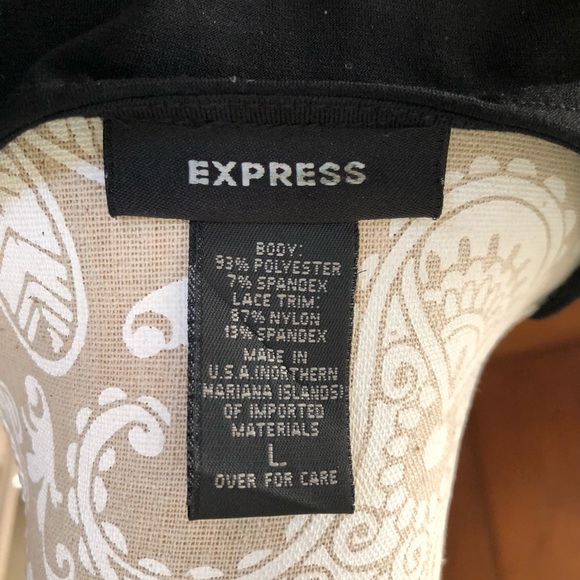 EXPRESS
BODY:
93% POLYESTER
7% SPANDEX
LACE TRIM:
87% NYLON
13% SPANDEX
MADE IN
U.S.A.(NORTHERN
MARIANA ISLANDS)
OF IMPORTED
MATERIALS
L
OVER FOR CARE